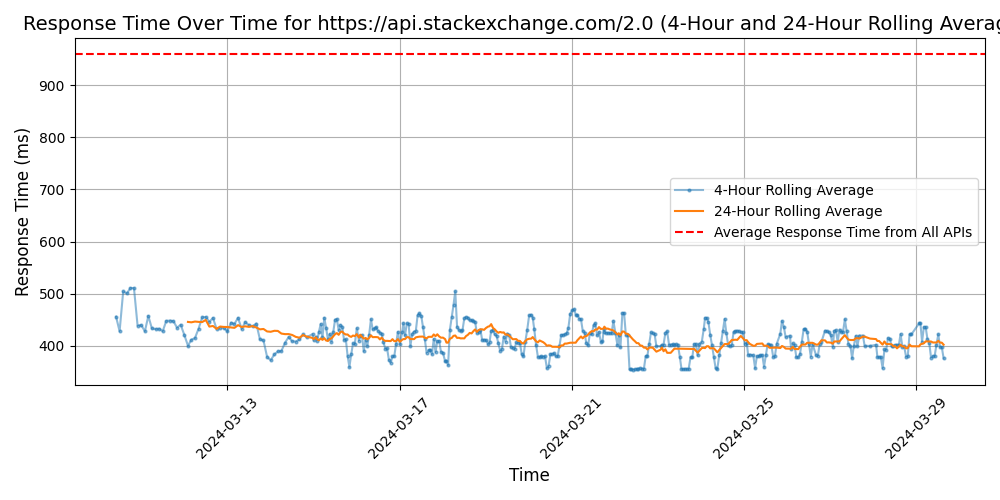 Response Time Over Time for https://api.stackexchange.com/2.0 (4-Hour and 24-Hour Rolling Averag
Response Time (ms)
900
800
700
600
500
400
4-Hour Rolling Average
24-Hour Rolling Average
Average Response Time from All APIs
2024-03-13
2024-03-17
2024-03-21
2024-03-25
2024-03-29
Time